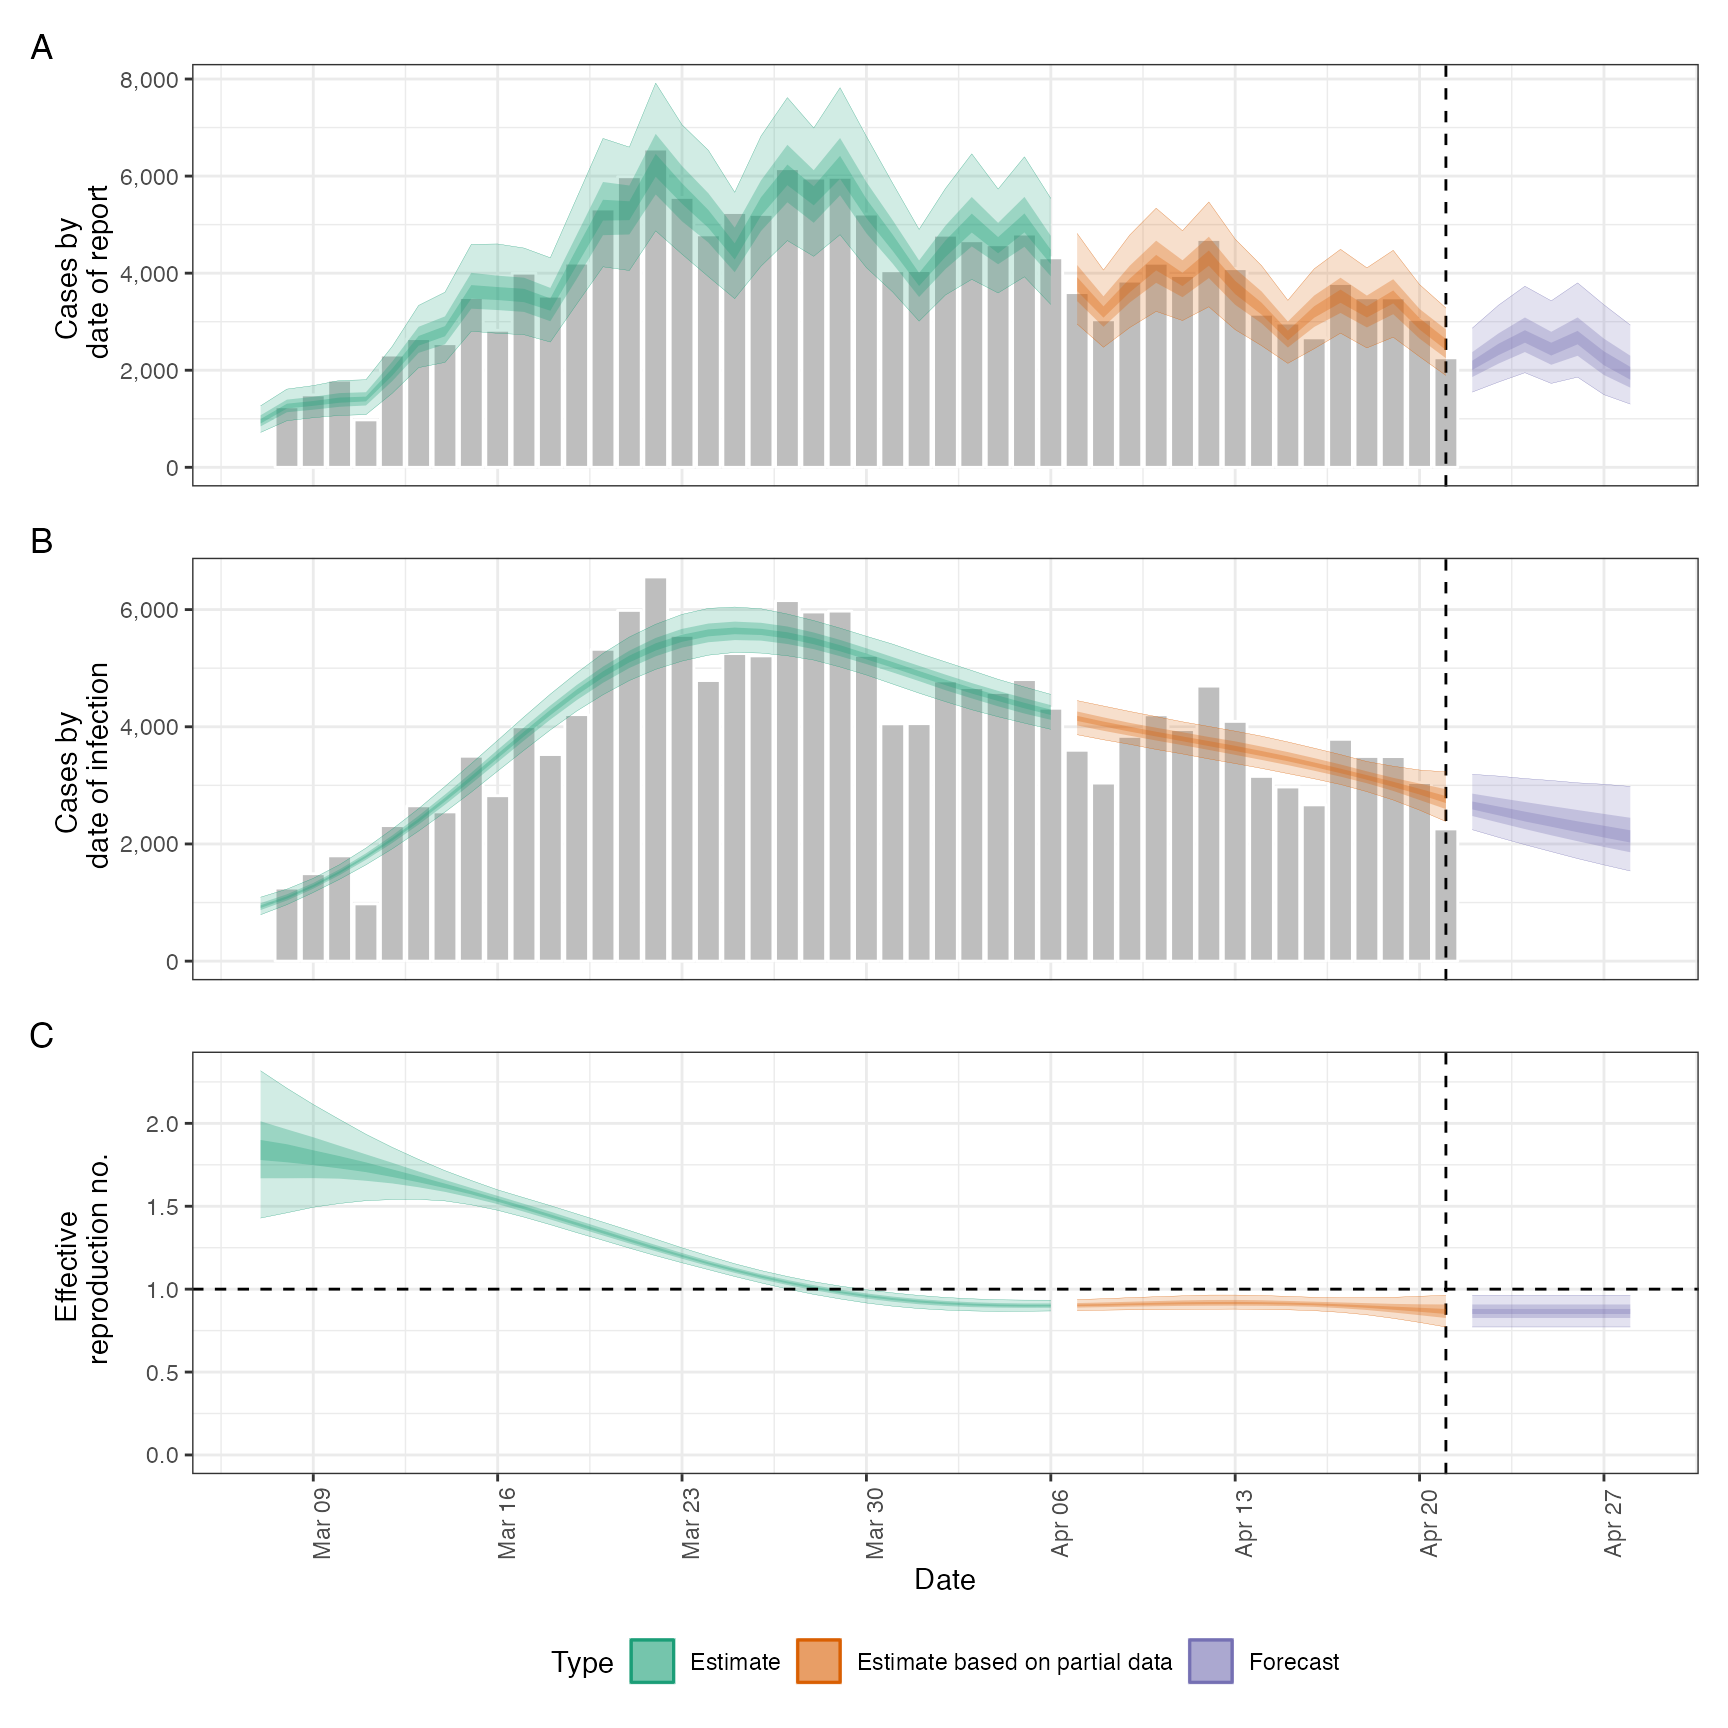 A
8,000
6,000
4,000
2,000
0
Cases by
date of report
B
6,000
4,000
2,000
0
Cases by
date of infection
C
2.0
1.5
1.0
0.5
0.0
Effective
reproduction no.
Mar 09
Mar 16
Mar 23
Mar 30
Apr 06
Apr 13
Apr 20
Apr 27
Date
Type
Estimate
Estimate based on partial data
Forecast